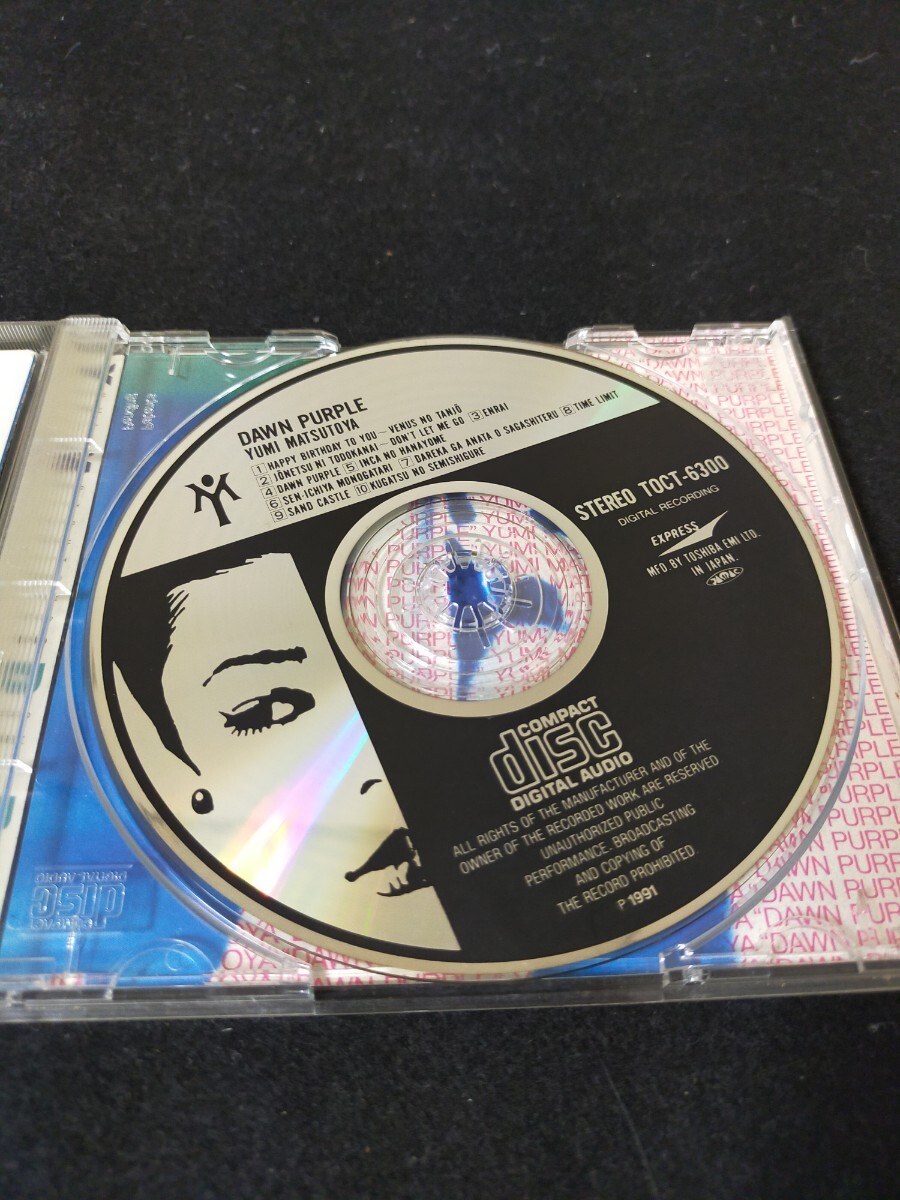 DAWN PURPLE
YUMI MATSUTOYA
1 HAPPY BIRTHDAY TO YOU—VENUS NO TANJŌ
2 JŌNETSU NI TODOKANAI—DON'T LET ME GO 3 ENRAI
4 DAWN PURPLE 5 INCA NO HANAYOME
6 SEN-ICHIYA MONOGATARI 7 DAREKA GA ANATA O SAGASHITERU 8 TIME LIMIT
9 SAND CASTLE 10 KUGATSU NO SEMISHIGURE
STEREO TOCT-6300
DIGITAL RECORDING
EXPRESS
MFD. BY TOSHIBA EMI LTD.
IN JAPAN.
COMPACT
disc
DIGITAL AUDIO
ALL RIGHTS OF THE MANUFACTURER AND OF THE
OWNER OF THE RECORDED WORK ARE RESERVED
UNAUTHORIZED PUBLIC
PERFORMANCE. BROADCASTING
AND COPYING OF
THE RECORD PROHIBITED
P 1991